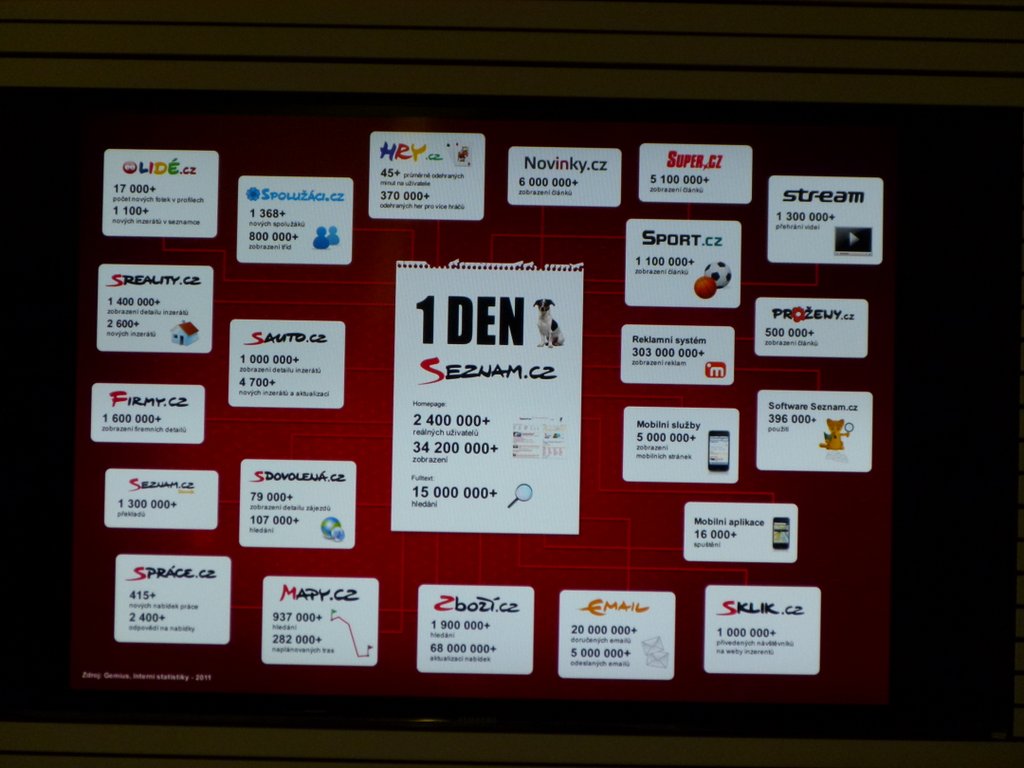 LIDÉ.cz
17 000+
počet nových fotek v profilech
1 100+
nových inzerátů v seznamce
SPOLUŽÁCI.CZ
1 368+
nových spolužáků
800 000+
zobrazení tříd
HRY.cz
45+ průměrně odehraných
minut na uživatele
370 000+
odehraných her pro více hráčů
Novinky.cz
6 000 000+
zobrazení článků
SUPER.CZ
5 100 000+
zobrazení článků
stream
1 300 000+
přehrání videí
SPORT.CZ
1 100 000+
zobrazení článků
SREALITY.CZ
1 400 000+
zobrazení detailu inzerátů
2 600+
nových inzerátů
SAUTO.CZ
1 000 000+
zobrazení detailu inzerátů
4 700+
nových inzerátů a aktualizací
1 DEN
SEZNAM.CZ
Homepage:
2 400 000+
reálných uživatelů
34 200 000+
zobrazení
Fulltext:
15 000 000+
hledání
PROŽENY.CZ
500 000+
zobrazení článků
Reklamní systém
303 000 000+
zobrazení reklam
FIRMY.CZ
1 600 000+
zobrazení firemních detailů
Mobilní služby
5 000 000+
zobrazení
mobilních stránek
Software Seznam.cz
396 000+
použití
SEZNAM.CZ
1 300 000+
překladů
SDOVOLENÁ.CZ
79 000+
zobrazení detailu zájezdů
107 000+
hledání
Mobilní aplikace
16 000+
spuštění
SPRÁCE.CZ
415+
nových nabídek práce
2 400+
odpovědí na nabídky
MAPY.CZ
937 000+
hledání
282 000+
naplánovaných tras
ZBOŽÍ.CZ
1 900 000+
hledání
68 000 000+
aktualizací nabídek
EMAIL
20 000 000+
doručených emailů
5 000 000+
odeslaných emailů
SKLIK.CZ
1 000 000+
přivedených návštěvníků
na weby inzerentů
Zdroj: Gemius, Interní statistiky - 2011